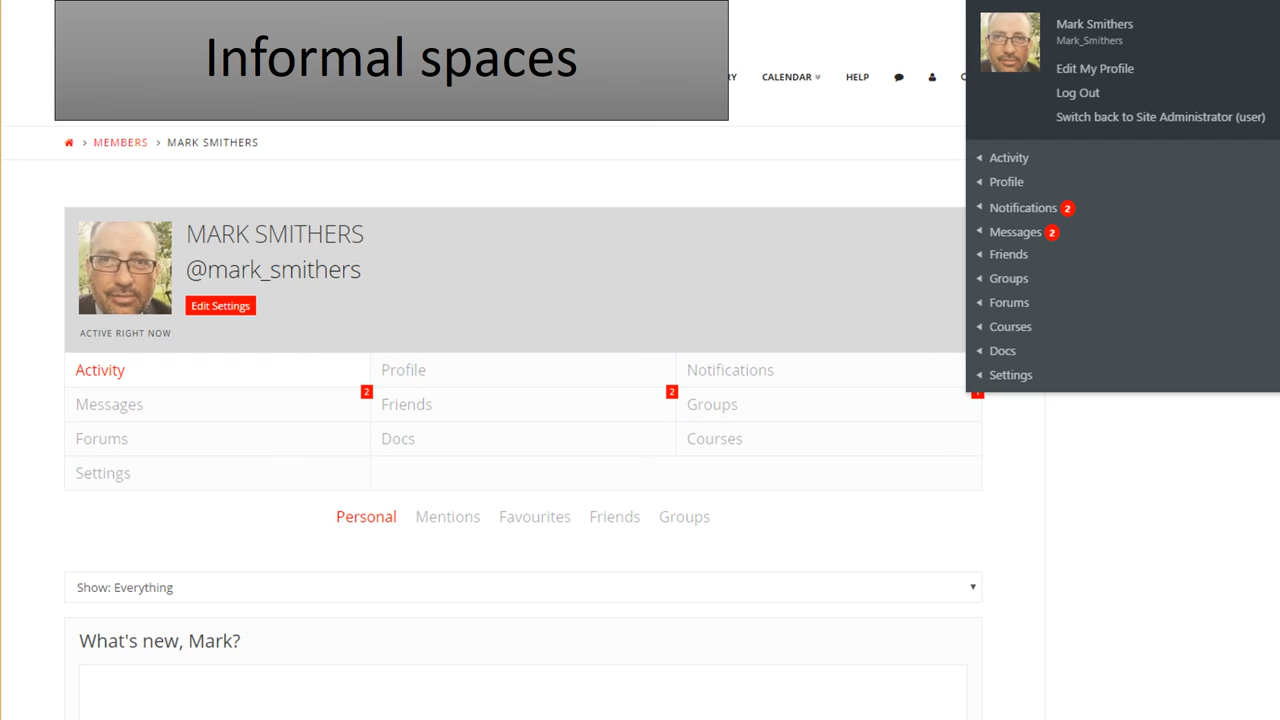 Informal spaces
RY CALENDAR HELP
MEMBERS MARK SMITHERS
MARK SMITHERS
@mark_smithers
Edit Settings
ACTIVE RIGHT NOW
Activity Profile Notifications
2 2
Messages Friends Groups
Forums Docs Courses
Settings
Personal Mentions Favourites Friends Groups
Show: Everything
What's new, Mark?
Mark Smithers
Mark_Smithers
Edit My Profile
Log Out
Switch back to Site Administrator (user)
Activity
Profile
Notifications 2
Messages 2
Friends
Groups
Forums
Courses
Docs
Settings